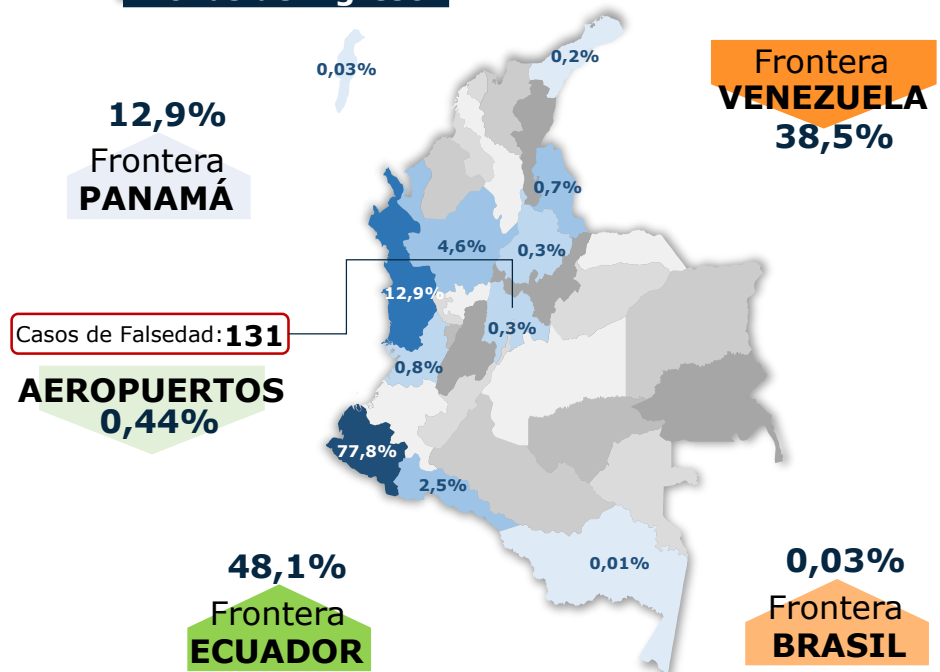 0,03%
0,2%
Frontera
VENEZUELA
38,5%
12,9%
Frontera
PANAMÁ
0,7%
4,6%
0,3%
12,9%
Casos de Falsedad: 131
0,3%
0,8%
AEROPUERTOS
0,44%
77,8%
2,5%
48,1%
Frontera
ECUADOR
0,01%
0,03%
Frontera
BRASIL